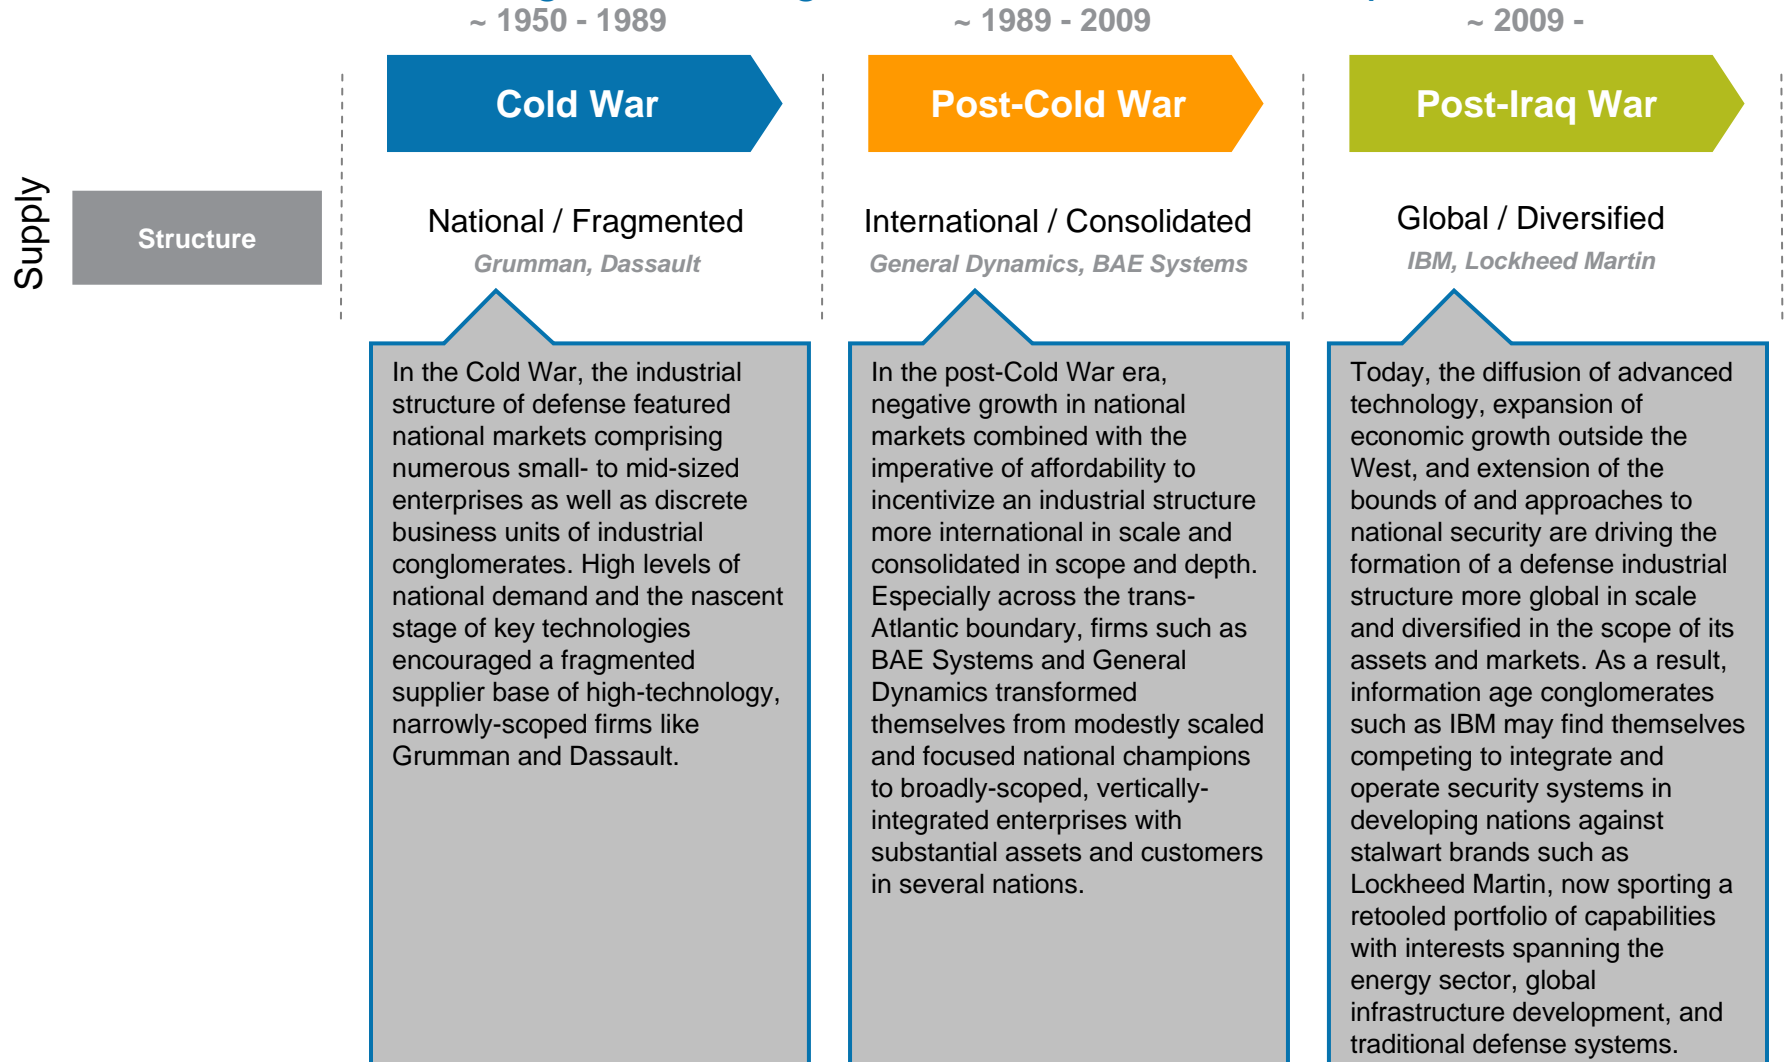 ~ 1950 - 1989
~ 1989 - 2009
~ 2009 -
Cold War
Post-Cold War
Post-Iraq War
Supply
Structure
National / Fragmented
Grumman, Dassault
International / Consolidated
General Dynamics, BAE Systems
Global / Diversified
IBM, Lockheed Martin
In the Cold War, the industrial
structure of defense featured
national markets comprising
numerous small- to mid-sized
enterprises as well as discrete
business units of industrial
conglomerates. High levels of
national demand and the nascent
stage of key technologies
encouraged a fragmented
supplier base of high-technology,
narrowly-scoped firms like
Grumman and Dassault.
In the post-Cold War era,
negative growth in national
markets combined with the
imperative of affordability to
incentivize an industrial structure
more international in scale and
consolidated in scope and depth.
Especially across the trans-
Atlantic boundary, firms such as
BAE Systems and General
Dynamics transformed
themselves from modestly scaled
and focused national champions
to broadly-scoped, vertically-
integrated enterprises with
substantial assets and customers
in several nations.
Today, the diffusion of advanced
technology, expansion of
economic growth outside the
West, and extension of the
bounds of and approaches to
national security are driving the
formation of a defense industrial
structure more global in scale
and diversified in the scope of its
assets and markets. As a result,
information age conglomerates
such as IBM may find themselves
competing to integrate and
operate security systems in
developing nations against
stalwart brands such as
Lockheed Martin, now sporting a
retooled portfolio of capabilities
with interests spanning the
energy sector, global
infrastructure development, and
traditional defense systems.